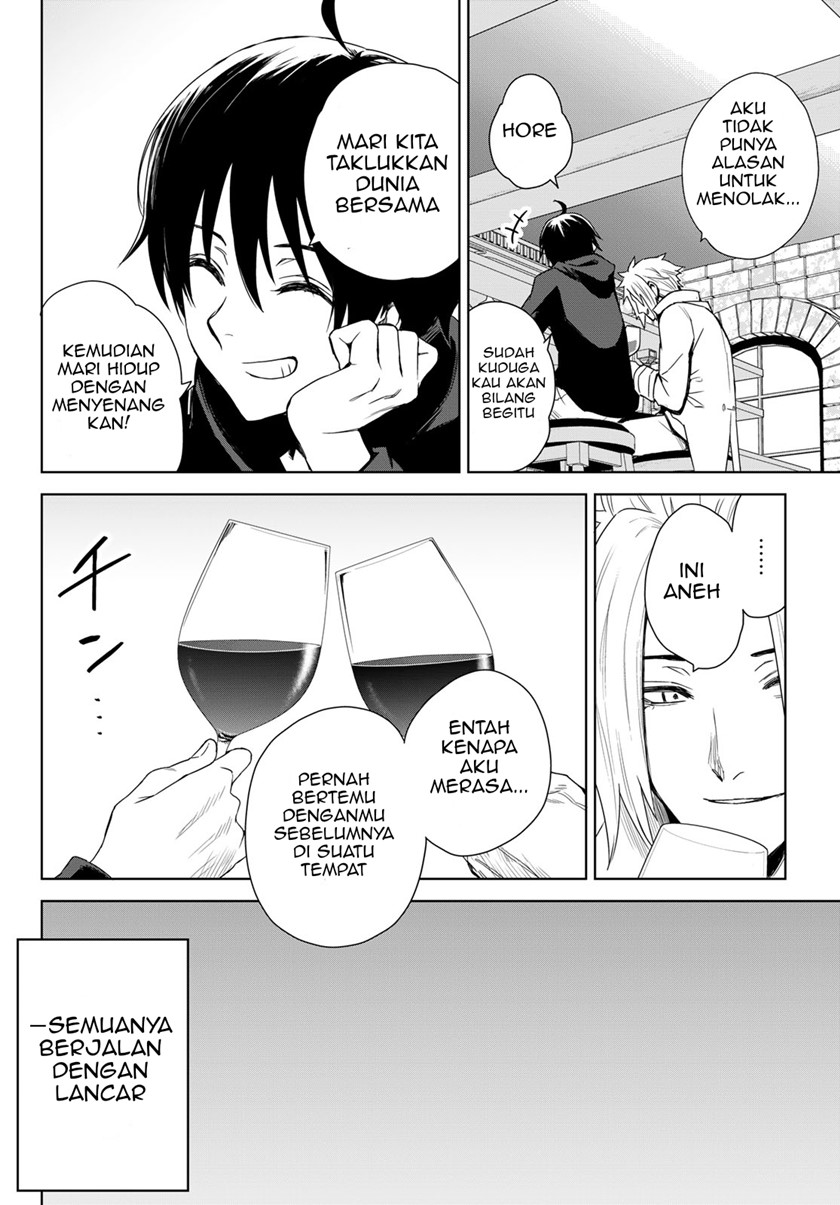 AKU
TIDAK
PUNYA
ALASAN
UNTUK
MENOLAK...
HORE
SUDAH
KUDUGA
KAU AKAN
BILANG
BEGITU
MARI KITA
TAKLUKKAN
DUNIA
BERSAMA
KEMUDIAN
MARI HIDUP
DENGAN
MENYENANG
KAN!
......
INI
ANEH
ENTAH
KENAPA
AKU
MERASA...
PERNAH
BERTEMU
DENGANMU
SEBELUMNYA
DI SUATU
TEMPAT
チン...
—SEMUANYA
BERJALAN
DENGAN
LANCAR